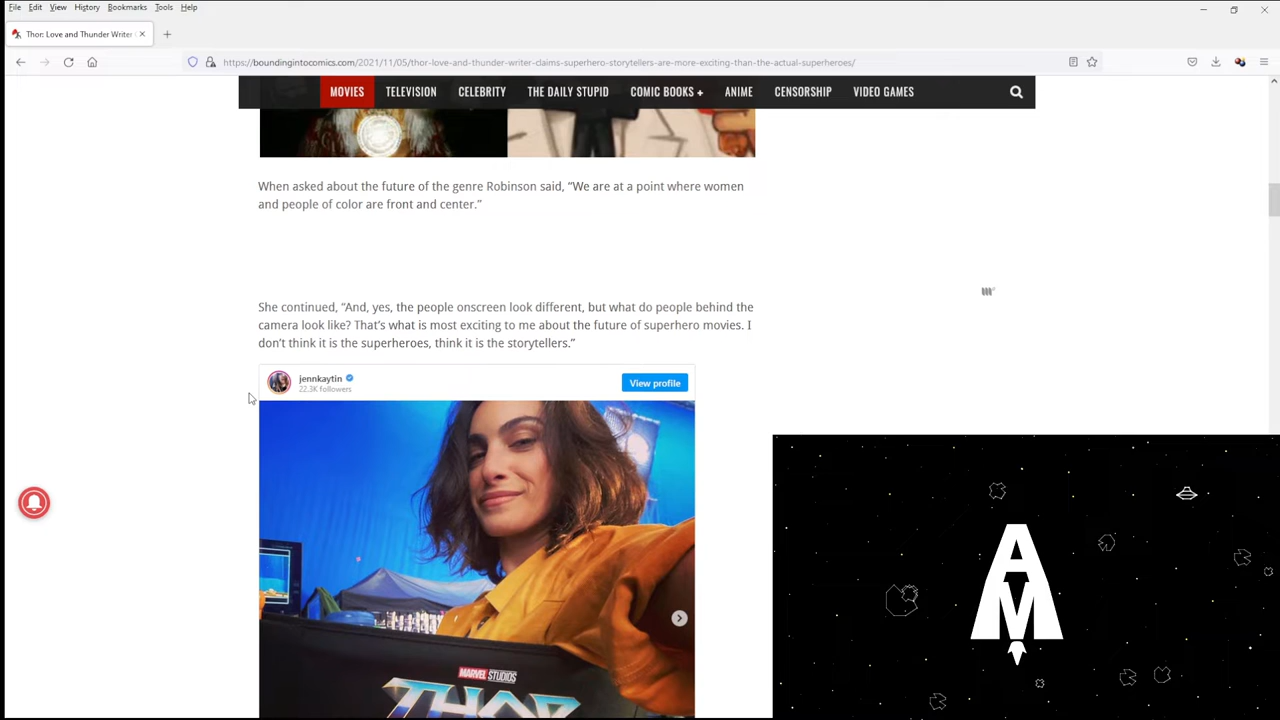 File Edit View History Bookmarks Tools Help
Thor: Love and Thunder Writer
https://boundingintocomics.com/2021/11/05/thor-love-and-thunder-writer-claims-superhero-storytellers-are-more-exciting-than-the-actual-superheroes/
MOVIES TELEVISION CELEBRITY THE DAILY STUPID COMIC BOOKS + ANIME CENSORSHIP VIDEO GAMES
When asked about the future of the genre Robinson said, “We are at a point where women
and people of color are front and center.”
She continued, “And, yes, the people onscreen look different, but what do people behind the
camera look like? That’s what is most exciting to me about the future of superhero movies. I
don’t think it is the superheroes, think it is the storytellers.”
jennkaytin
22.3K followers
View profile
MARVEL STUDIOS
THOR
AM